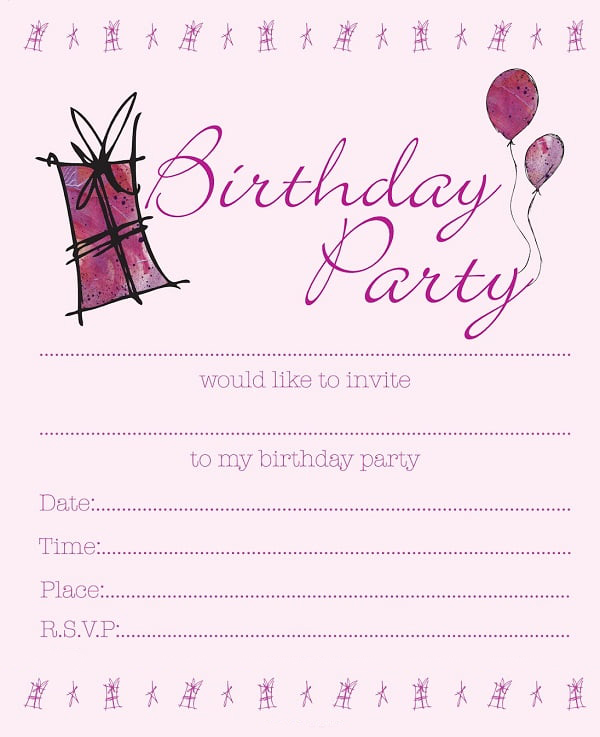 Birthday
Party
would like to invite
to my birthday party
Date:
Time:
Place:
R.S.V.P: